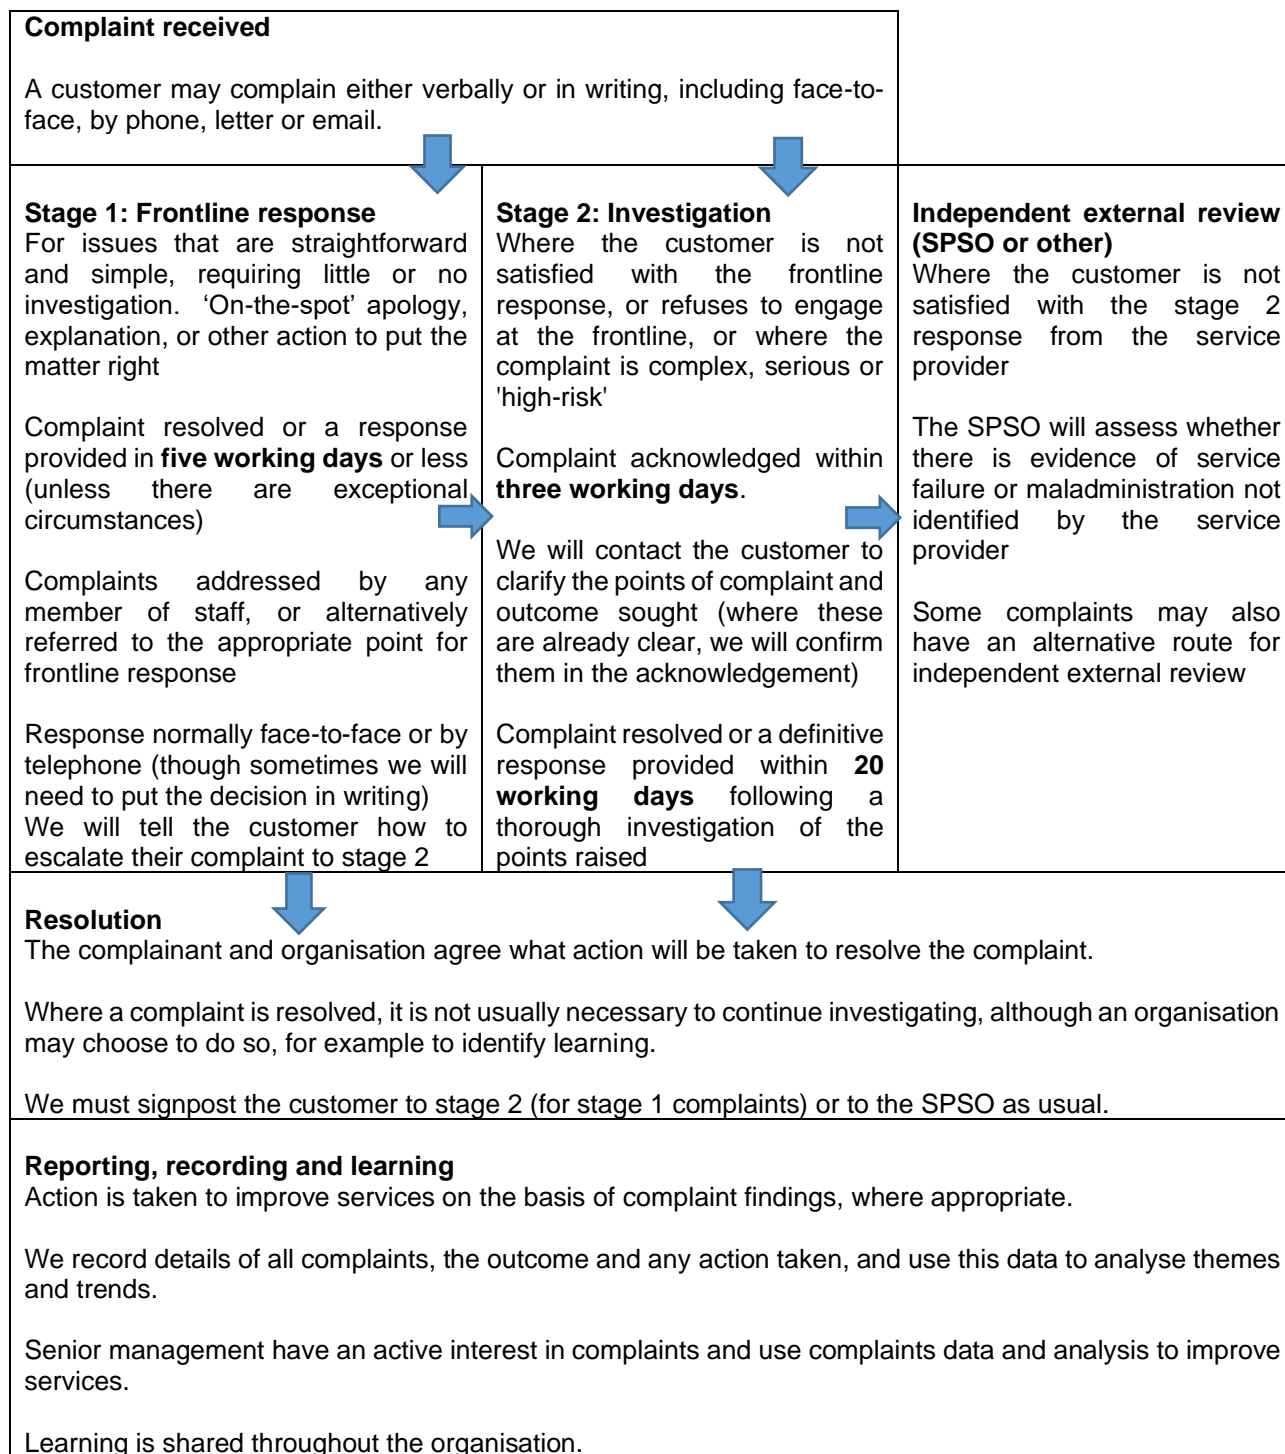 Complaint received
A customer may complain either verbally or in writing, including face-to-
face, by phone, letter or email.
Stage 1: Frontline response
For issues that are straightforward
and simple, requiring little or no
investigation. ‘On-the-spot’ apology,
explanation, or other action to put the
matter right
Complaint resolved or a response
provided in five working days or less
(unless there are exceptional
circumstances)
Complaints addressed by any
member of staff, or alternatively
referred to the appropriate point for
frontline response
Response normally face-to-face or by
telephone (though sometimes we will
need to put the decision in writing)
We will tell the customer how to
escalate their complaint to stage 2
Stage 2: Investigation
Where the customer is not
satisfied with the frontline
response, or refuses to engage
at the frontline, or where the
complaint is complex, serious or
'high-risk'
Complaint acknowledged within
three working days.
We will contact the customer to
clarify the points of complaint and
outcome sought (where these
are already clear, we will confirm
them in the acknowledgement)
Complaint resolved or a definitive
response provided within 20
working days following a
thorough investigation of the
points raised
Independent external review
(SPSO or other)
Where the customer is not
satisfied with the stage 2
response from the service
provider
The SPSO will assess whether
there is evidence of service
failure or maladministration not
identified by the service
provider
Some complaints may also
have an alternative route for
independent external review
Resolution
The complainant and organisation agree what action will be taken to resolve the complaint.
Where a complaint is resolved, it is not usually necessary to continue investigating, although an organisation
may choose to do so, for example to identify learning.
We must signpost the customer to stage 2 (for stage 1 complaints) or to the SPSO as usual.
Reporting, recording and learning
Action is taken to improve services on the basis of complaint findings, where appropriate.
We record details of all complaints, the outcome and any action taken, and use this data to analyse themes
and trends.
Senior management have an active interest in complaints and use complaints data and analysis to improve
services.
Learning is shared throughout the organisation.